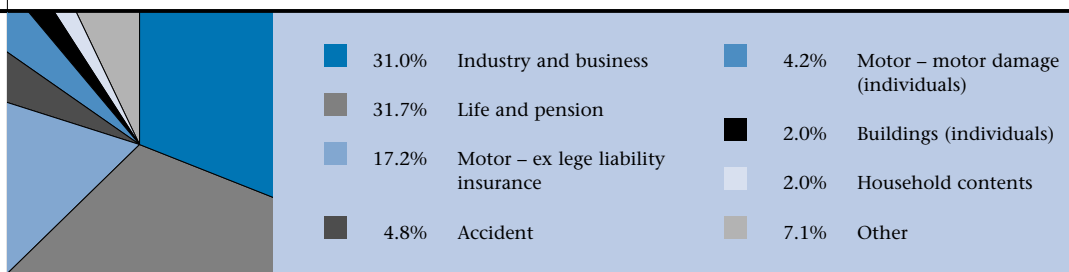 31.0% Industry and business
31.7% Life and pension
17.2% Motor – ex lege liability
insurance
4.8% Accident
4.2% Motor – motor damage
(individuals)
2.0% Buildings (individuals)
2.0% Household contents
7.1% Other